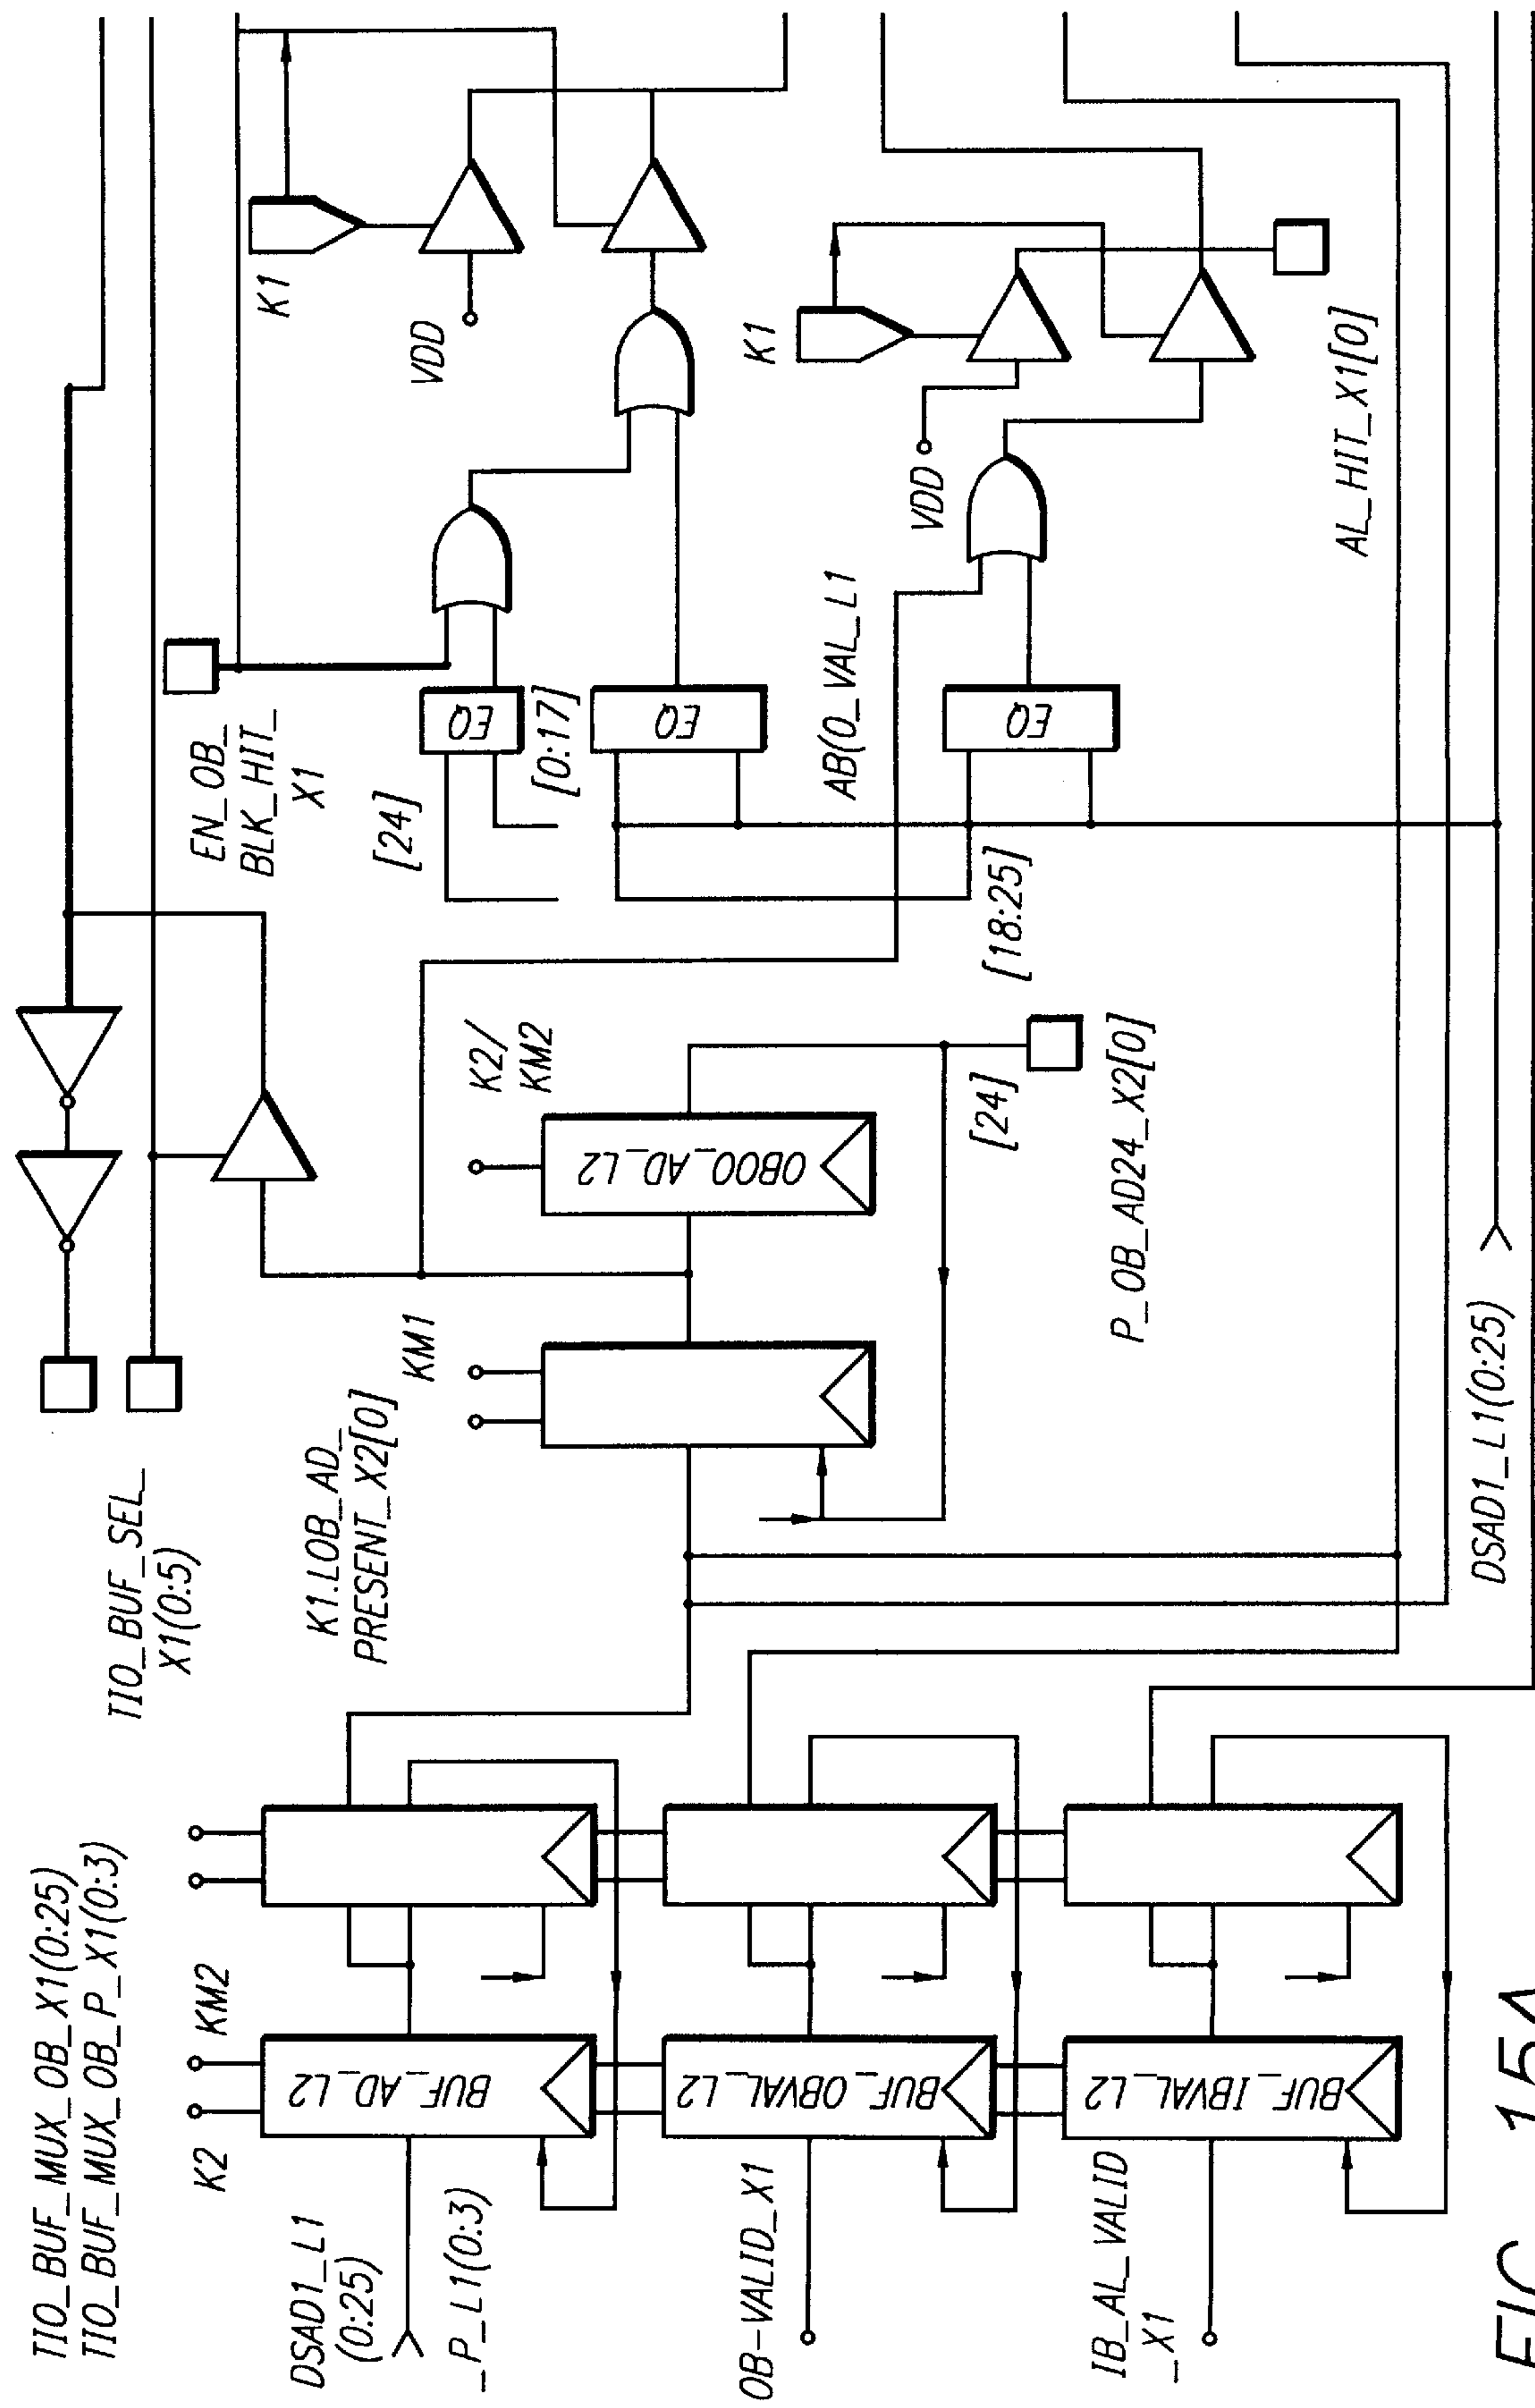 TIO_BUF_MUX_OB_X1(0:25)
TIO_BUF_MUX_OB_P_X1(0:3)
TIO_BUF_SEL_
X1(0:5)
K2
KM2
DSAD1_L1
(0:25)
_P_L1(0:3)
BUF_AD_L2
OB-VALID_X1
BUF_OBVAL_L2
IB_AL_VALID
_X1
BUF_IBVAL_L2
K1.LOB_AD_
PRESENT_X2[0]
KM1
K2/
KM2
OBOO_AD_L2
[24]
P_OB_AD24_X2[0]
DSAD1_L1(0:25)
EN_OB_
BLK_HIT_
X1
[24]
EQ
[0:17]
EQ
AB(0_VAL_L1
[18:25]
EQ
K1
VDD
K1
VDD
AL_HIT_X1[0]
FIG. 15A